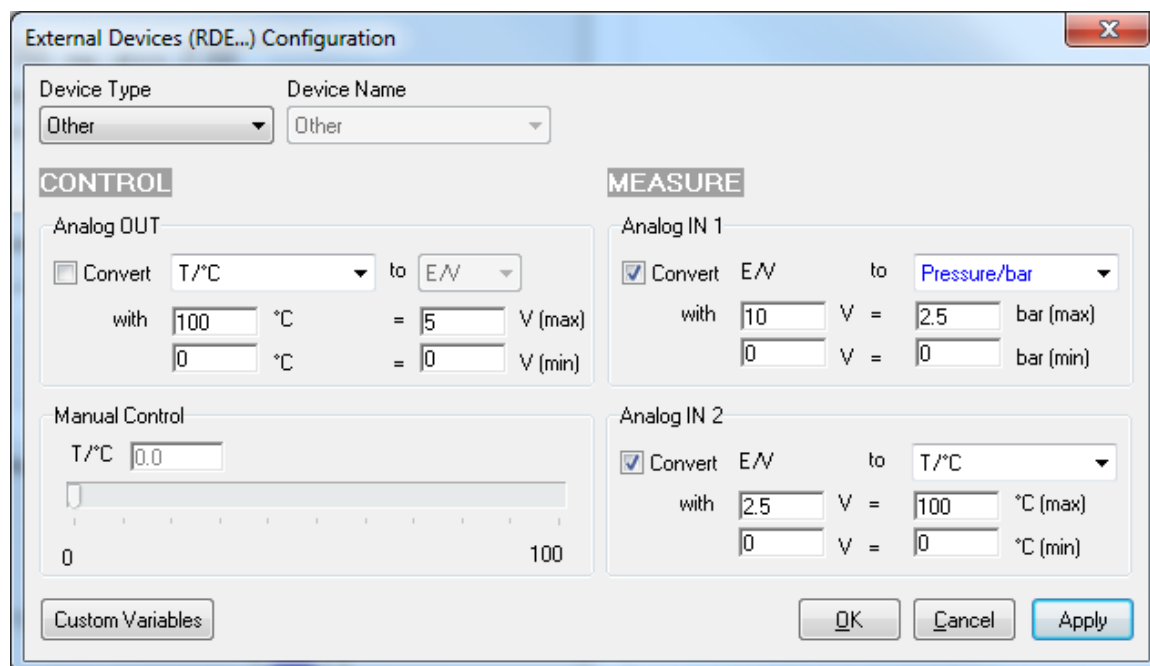 External Devices (RDE...) Configuration
Device Type Device Name
Other Other
CONTROL MEASURE
Analog OUT
Convert T/°C to E/V
with 100 °C = 5 V (max)
0 °C = 0 V (min)
Analog IN 1
Convert E/V to Pressure/bar
with 10 V = 2.5 bar (max)
0 V = 0 bar (min)
Manual Control
T/°C 0.0
0 100
Analog IN 2
Convert E/V to T/°C
with 2.5 V = 100 °C (max)
0 V = 0 °C (min)
Custom Variables OK Cancel Apply